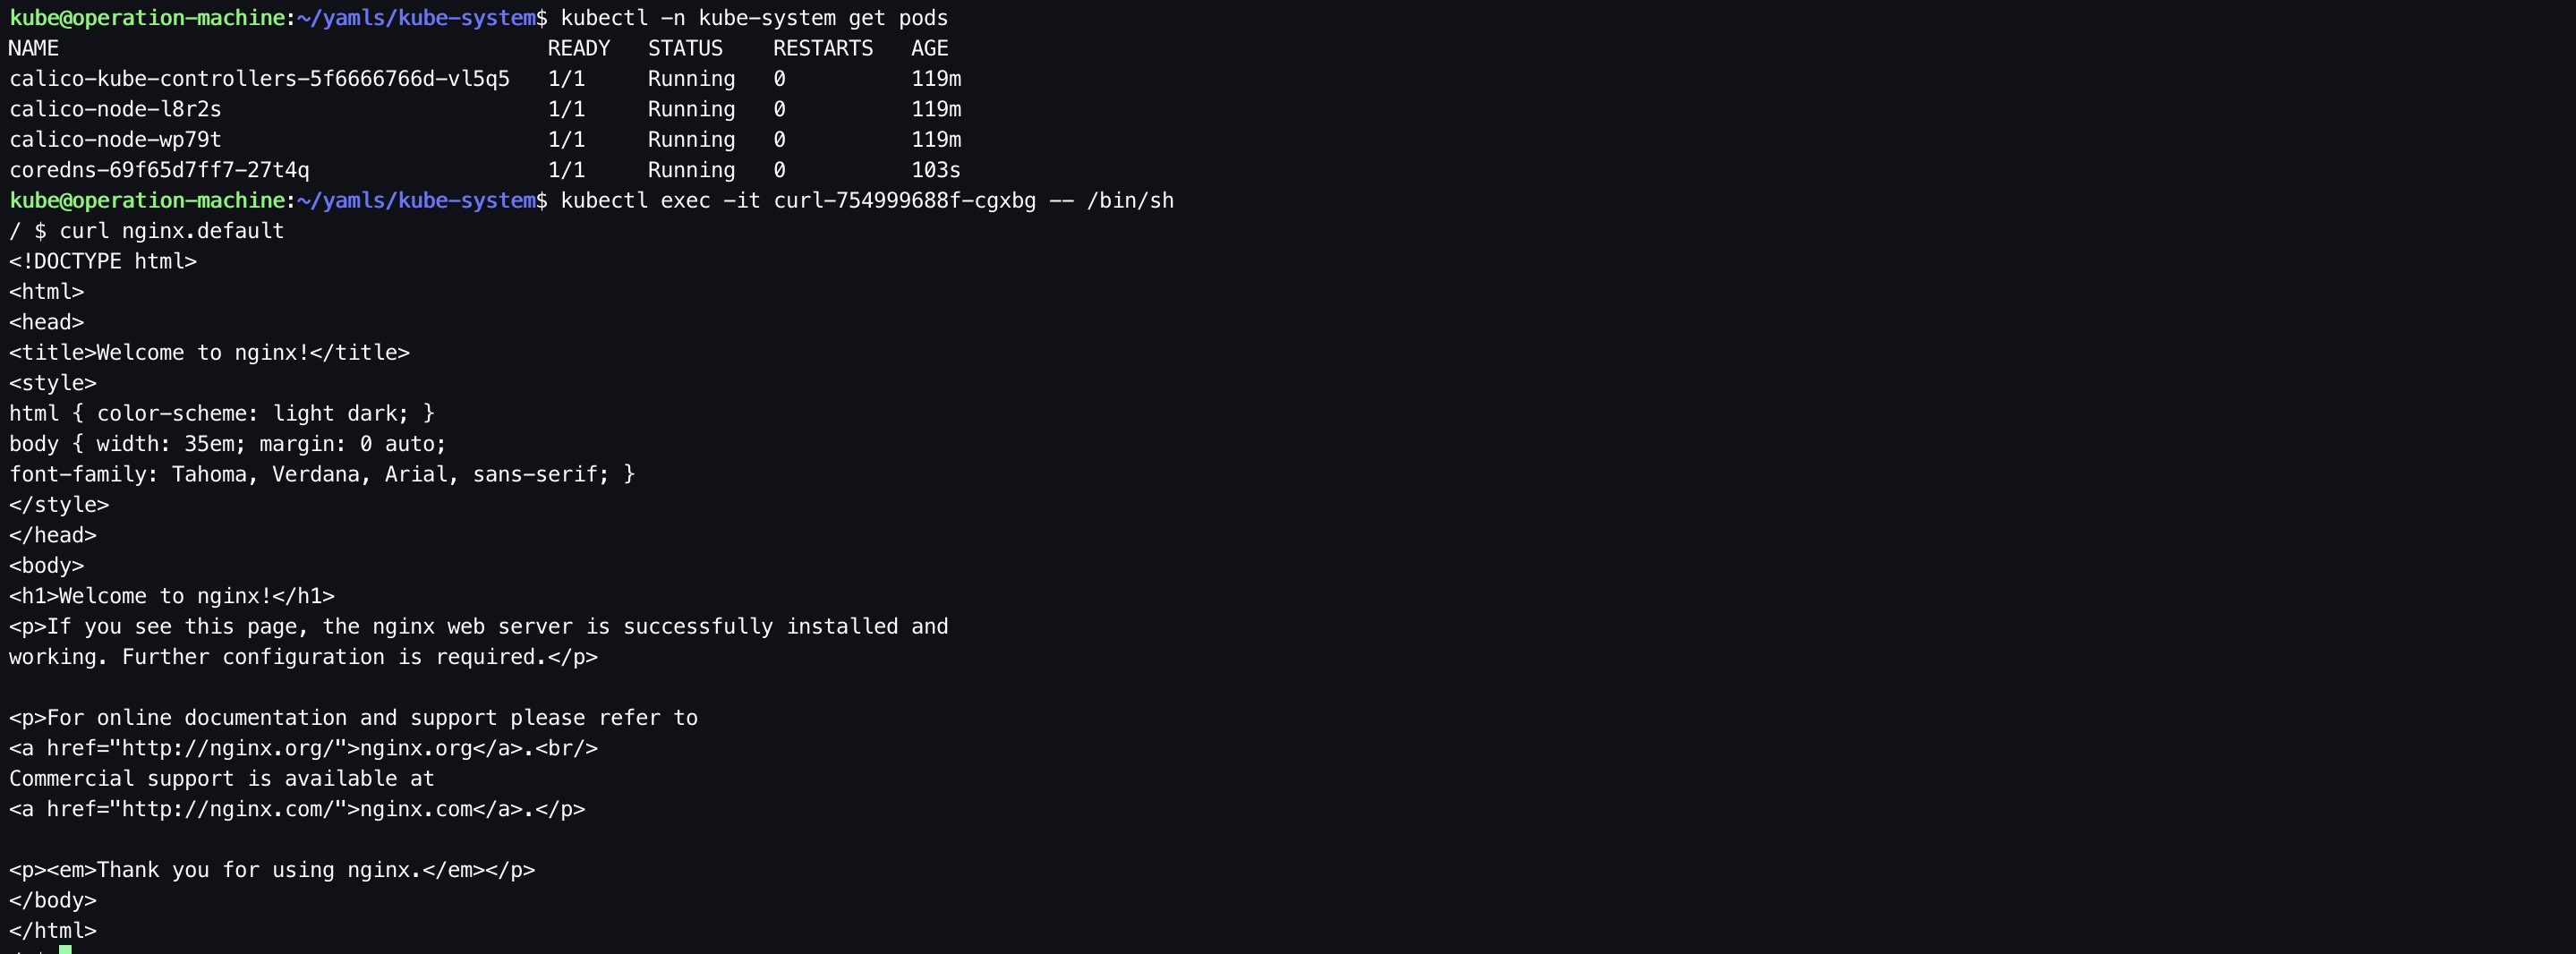 kube@operation-machine:~/yamls/kube-system$ kubectl -n kube-system get pods
NAME                                       READY   STATUS    RESTARTS   AGE
calico-kube-controllers-5f6666766d-vl5q5   1/1     Running   0          119m
calico-node-l8r2s                          1/1     Running   0          119m
calico-node-wp79t                          1/1     Running   0          119m
coredns-69f65d7ff7-27t4q                   1/1     Running   0          103s
kube@operation-machine:~/yamls/kube-system$ kubectl exec -it curl-754999688f-cgxbg -- /bin/sh
/ $ curl nginx.default
<!DOCTYPE html>
<html>
<head>
<title>Welcome to nginx!</title>
<style>
html { color-scheme: light dark; }
body { width: 35em; margin: 0 auto;
font-family: Tahoma, Verdana, Arial, sans-serif; }
</style>
</head>
<body>
<h1>Welcome to nginx!</h1>
<p>If you see this page, the nginx web server is successfully installed and
working. Further configuration is required.</p>

<p>For online documentation and support please refer to
<a href="http://nginx.org/">nginx.org</a>.<br/>
Commercial support is available at
<a href="http://nginx.com/">nginx.com</a>.</p>

<p><em>Thank you for using nginx.</em></p>
</body>
</html>